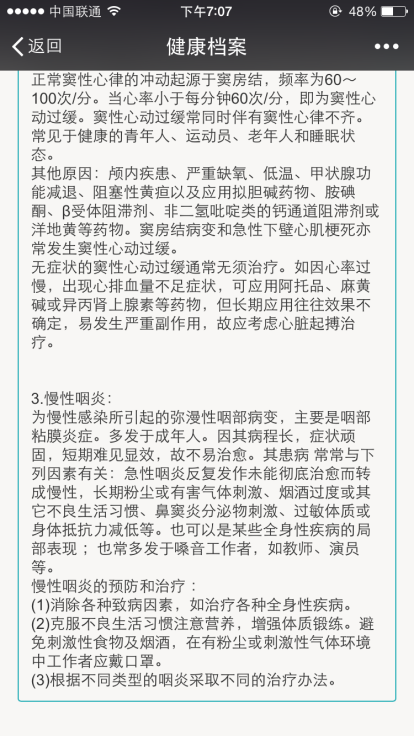 中国联通 下午7:07 48%
返回 健康档案
正常窦性心律的冲动起源于窦房结，频率为60～
100次/分。当心率小于每分钟60次/分，即为窦性心
动过缓。窦性心动过缓常同时伴有窦性心律不齐。
常见于健康的青年人、运动员、老年人和睡眠状
态。
其他原因：颅内疾患、严重缺氧、低温、甲状腺功
能减退、阻塞性黄疸以及应用拟胆碱药物、胺碘
酮、β受体阻滞剂、非二氢吡啶类的钙通道阻滞剂或
洋地黄等药物。窦房结病变和急性下壁心肌梗死亦
常发生窦性心动过缓。
无症状的窦性心动过缓通常无须治疗。如因心率过
慢，出现心排血量不足症状，可应用阿托品、麻黄
碱或异丙肾上腺素等药物，但长期应用往往效果不
确定，易发生严重副作用，故应考虑心脏起搏治
疗。
3.慢性咽炎：
为慢性感染所引起的弥漫性咽部病变，主要是咽部
粘膜炎症。多发于成年人。因其病程长，症状顽
固，短期难见显效，故不易治愈。其患病 常常与下
列因素有关：急性咽炎反复发作未能彻底治愈而转
成慢性，长期粉尘或有害气体刺激、烟酒过度或其
它不良生活习惯、鼻窦炎分泌物刺激、过敏体质或
身体抵抗力减低等。也可以是某些全身性疾病的局
部表现 ；也常多发于嗓音工作者，如教师、演员
等。
慢性咽炎的预防和治疗：
(1)消除各种致病因素，如治疗各种全身性疾病。
(2)克服不良生活习惯注意营养，增强体质锻练。避
免刺激性食物及烟酒，在有粉尘或刺激性气体环境
中工作者应戴口罩。
(3)根据不同类型的咽炎采取不同的治疗办法。